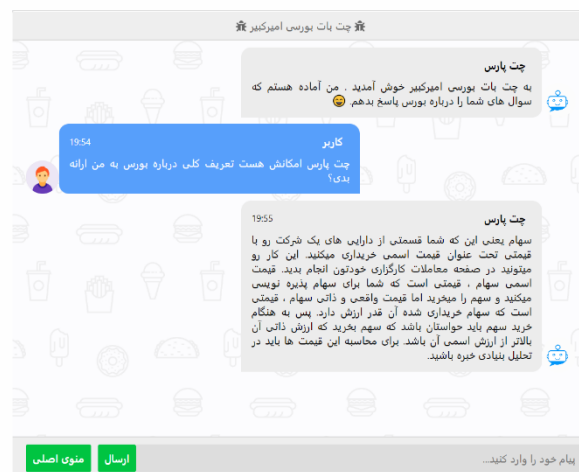 چت بات بورسی امیرکبیر
چت پارس
به چت بات بورسی امیرکبیر خوش آمدید . من آماده هستم که
سوال های شما را درباره بورس پاسخ بدهم. 😄
کاربر 19:54
چت پارس امکانش هست تعریف کلی درباره بورس به من ارائه
بدی؟
چت پارس 19:55
سهام یعنی این که شما قسمتی از دارایی های یک شرکت رو با
قیمتی تحت عنوان قیمت اسمی خریداری میکنید. این کار رو
میتونید در صفحه معاملات کارگزاری خودتون انجام بدید. قیمت
اسمی سهام ، قیمتی است که شما برای سهام پذیره نویسی
میکنید و سهم را میخرید اما قیمت واقعی و ذاتی سهام ، قیمتی
است که سهام خریداری شده آن قدر ارزش دارد. پس به هنگام
خرید سهم باید حواستان باشد که سهم بخرید که ارزش ذاتی آن
بالاتر از ارزش اسمی آن باشد. برای محاسبه این قیمت ها باید در
تحلیل بنیادی خبره باشید.
پیام خود را وارد کنید...
ارسال
منوی اصلی